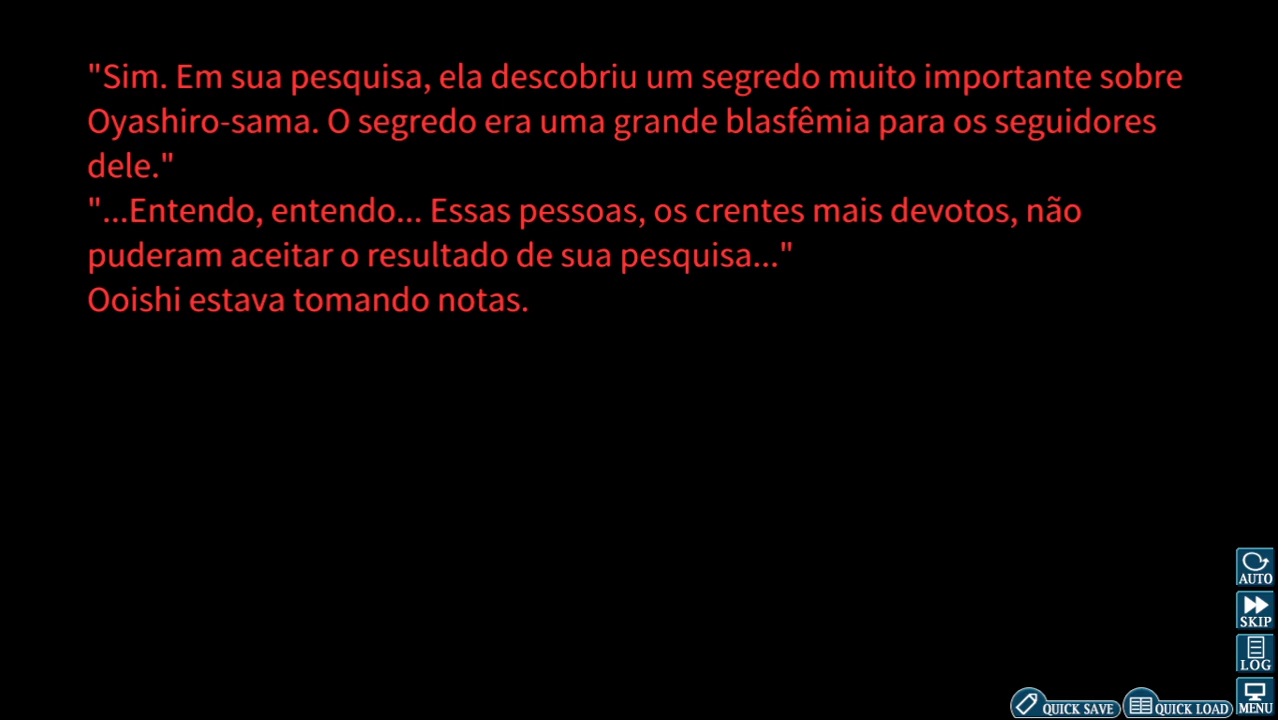 "Sim. Em sua pesquisa, ela descobriu um segredo muito importante sobre
Oyashiro-sama. O segredo era uma grande blasfêmia para os seguidores
dele."
"...Entendo, entendo... Essas pessoas, os crentes mais devotos, não
puderam aceitar o resultado de sua pesquisa..."
Ooishi estava tomando notas.
AUTO
SKIP
LOG
QUICK SAVE
QUICK LOAD
MENU